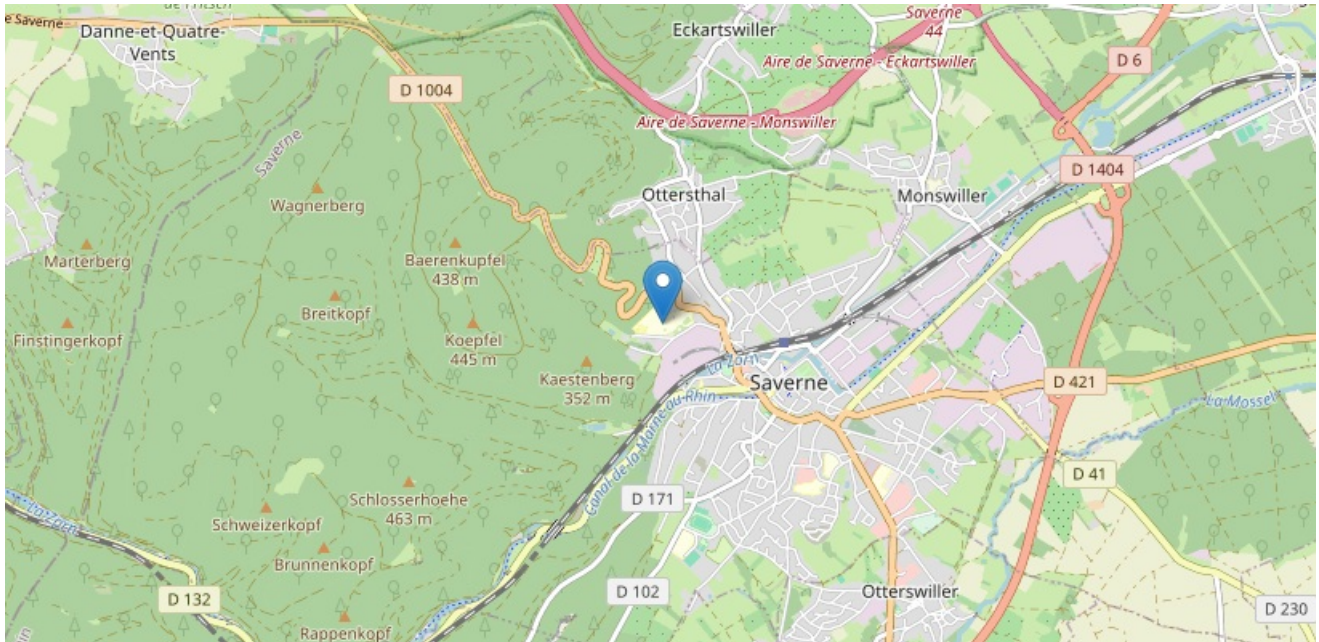 de Saverne
Danne-et-Quatre-
Vents
Eckartswiller
Saverne
44
Aire de Saverne - Eckartswiller
D 6
D 1004
Aire de Saverne - Monswiller
Saverne
D 1404
Wagnerberg
Ottersthal
Monswiller
Marterberg
Baerenkupfel
438 m
Breitkopf
Finstingerkopf
Koepfel
445 m
La Zorn
Kaestenberg
352 m
Saverne
D 421
La Mossel
Canal de la Marne au Rhin
D 41
Schlosserhoehe
463 m
D 171
La Zorn
Schweizerkopf
Brunnenkopf
D 132
D 102
Otterswiller
D 230
Rappenkopf